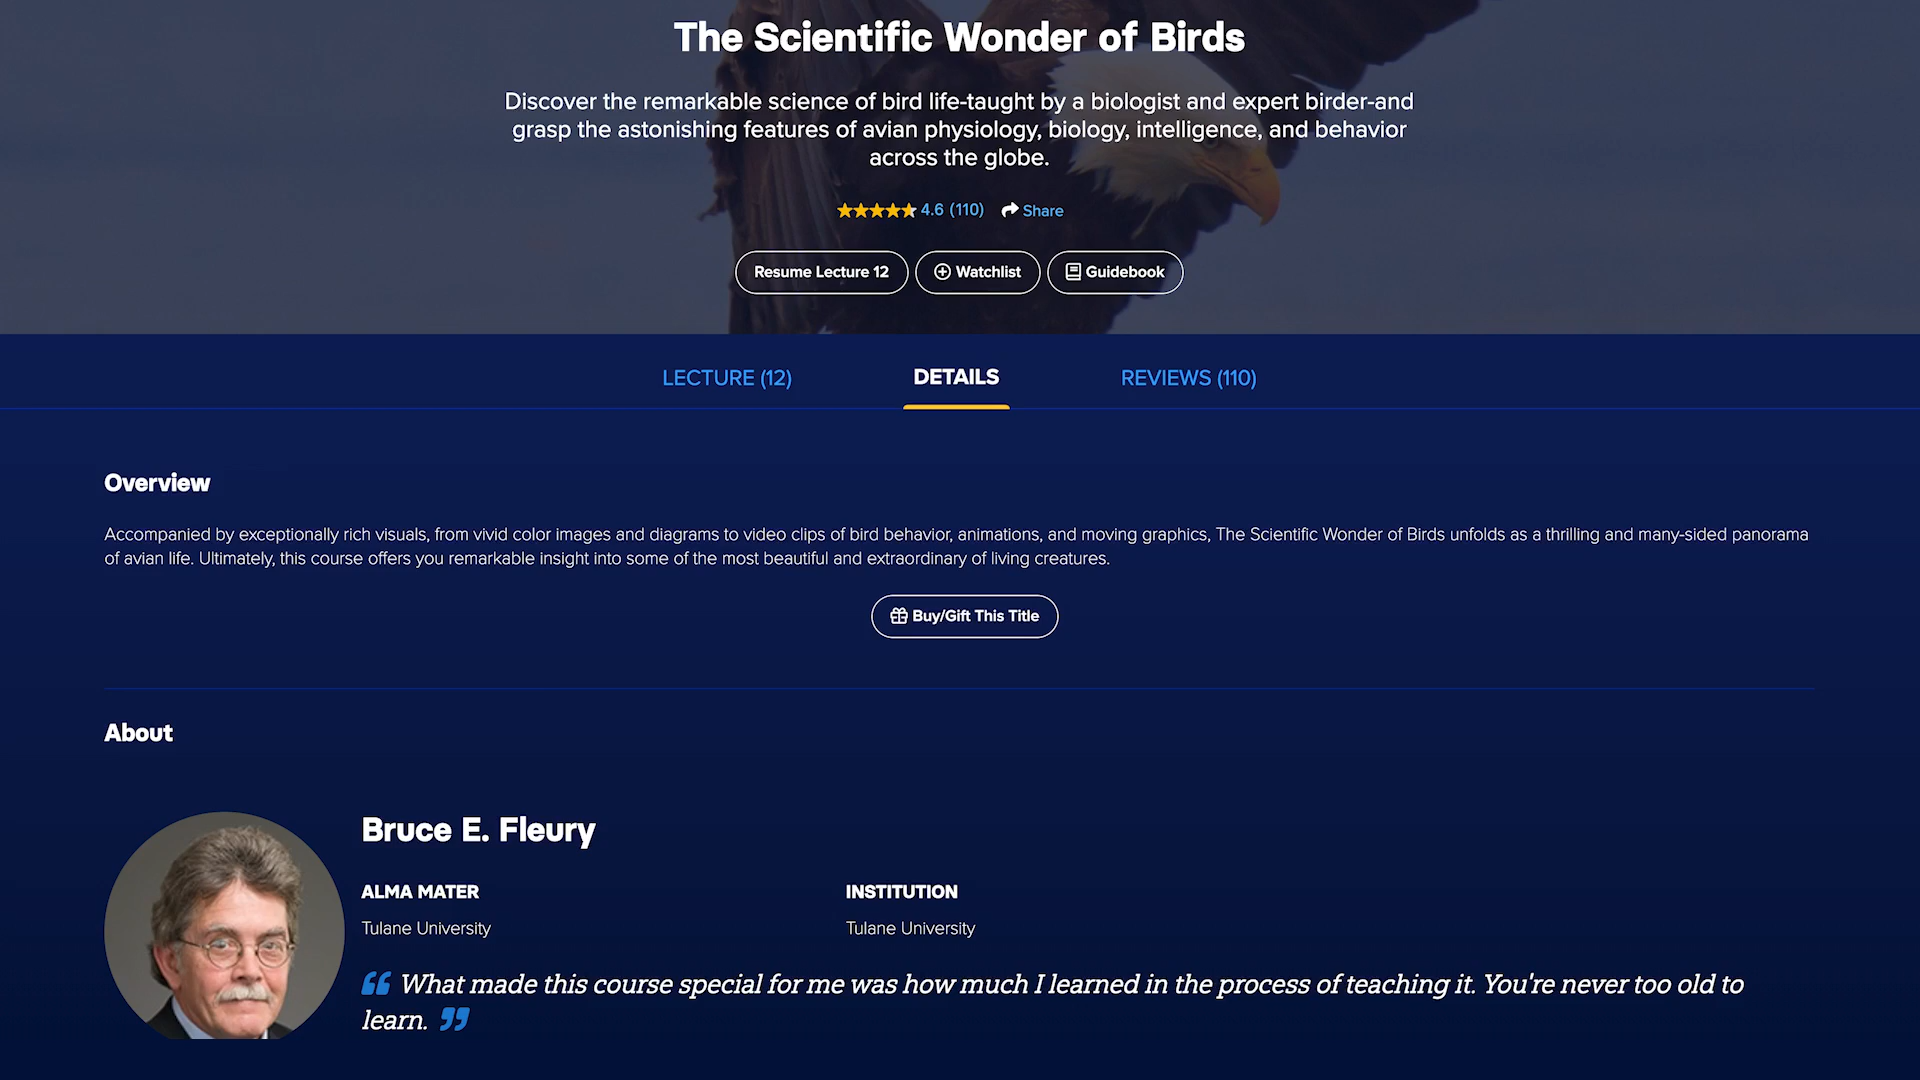 The Scientific Wonder of Birds
Discover the remarkable science of bird life-taught by a biologist and expert birder-and
grasp the astonishing features of avian physiology, biology, intelligence, and behavior
across the globe.
4.6 (110) Share
Resume Lecture 12 Watchlist Guidebook
LECTURE (12) DETAILS REVIEWS (110)
Overview
Accompanied by exceptionally rich visuals, from vivid color images and diagrams to video clips of bird behavior, animations, and moving graphics, The Scientific Wonder of Birds unfolds as a thrilling and many-sided panorama
of avian life. Ultimately, this course offers you remarkable insight into some of the most beautiful and extraordinary of living creatures.
Buy/Gift This Title
About
Bruce E. Fleury
ALMA MATER INSTITUTION
Tulane University Tulane University
“ What made this course special for me was how much I learned in the process of teaching it. You're never too old to
learn. ”